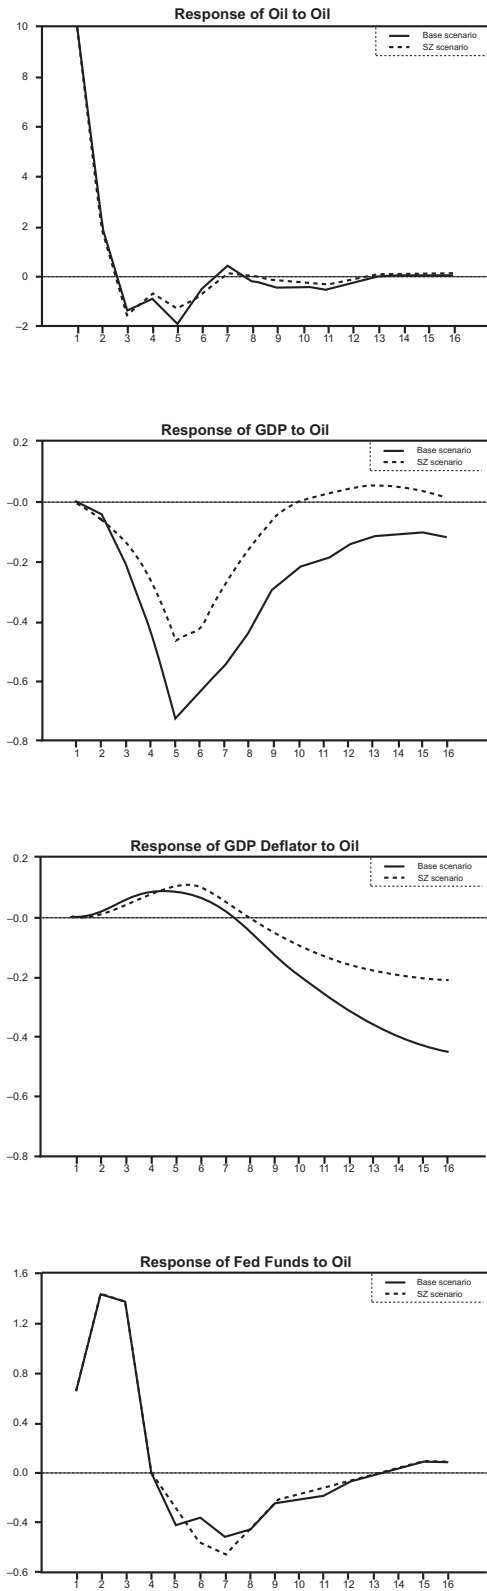 Response of Oil to Oil
10
8
6
4
2
0
–2
Base scenario
SZ scenario
1 2 3 4 5 6 7 8 9 10 11 12 13 14 15 16
Response of GDP to Oil
0.2
–0.0
–0.2
–0.4
–0.6
–0.8
Base scenario
SZ scenario
1 2 3 4 5 6 7 8 9 10 11 12 13 14 15 16
Response of GDP Deflator to Oil
0.2
–0.0
–0.2
–0.4
–0.6
–0.8
Base scenario
SZ scenario
1 2 3 4 5 6 7 8 9 10 11 12 13 14 15 16
Response of Fed Funds to Oil
1.6
1.2
0.8
0.4
0.0
–0.4
–0.6
Base scenario
SZ scenario
1 2 3 4 5 6 7 8 9 10 11 12 13 14 15 16